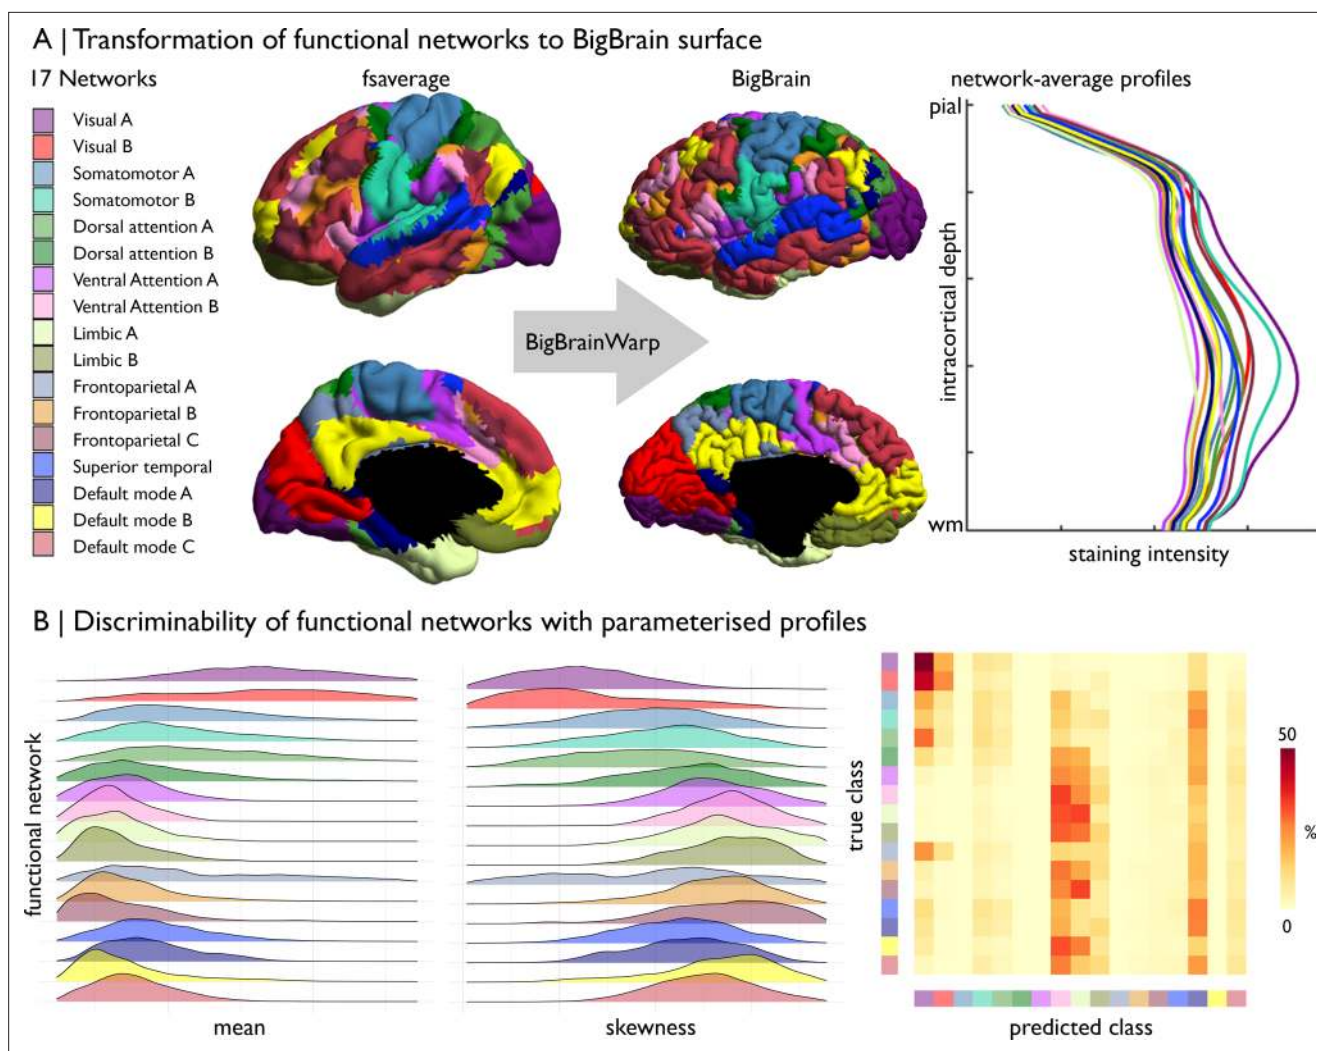 A | Transformation of functional networks to BigBrain surface
17 Networks
fsaverage
BigBrain
network-average profiles
Visual A
Visual B
Somatomotor A
Somatomotor B
Dorsal attention A
Dorsal attention B
Ventral Attention A
Ventral Attention B
Limbic A
Limbic B
Frontoparietal A
Frontoparietal B
Frontoparietal C
Superior temporal
Default mode A
Default mode B
Default mode C
BigBrainWarp
pial
intracortical depth
wm
staining intensity
B | Discriminability of functional networks with parameterised profiles
functional network
mean
skewness
true class
predicted class
50
%
0